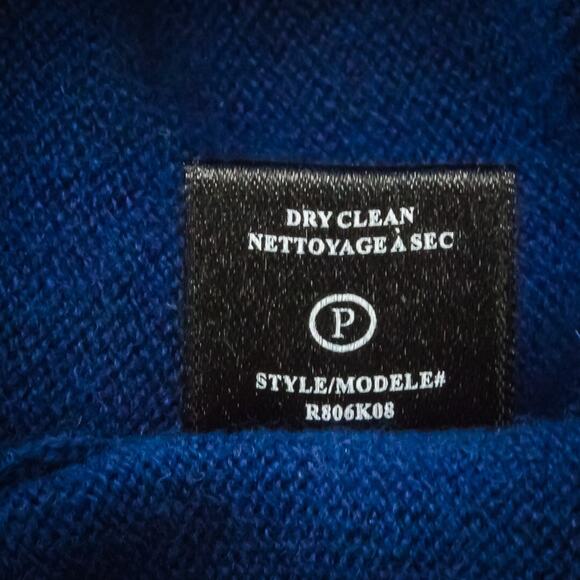 DRY CLEAN
NETTOYAGE À SEC
P
STYLE/MODELE#
R806K08